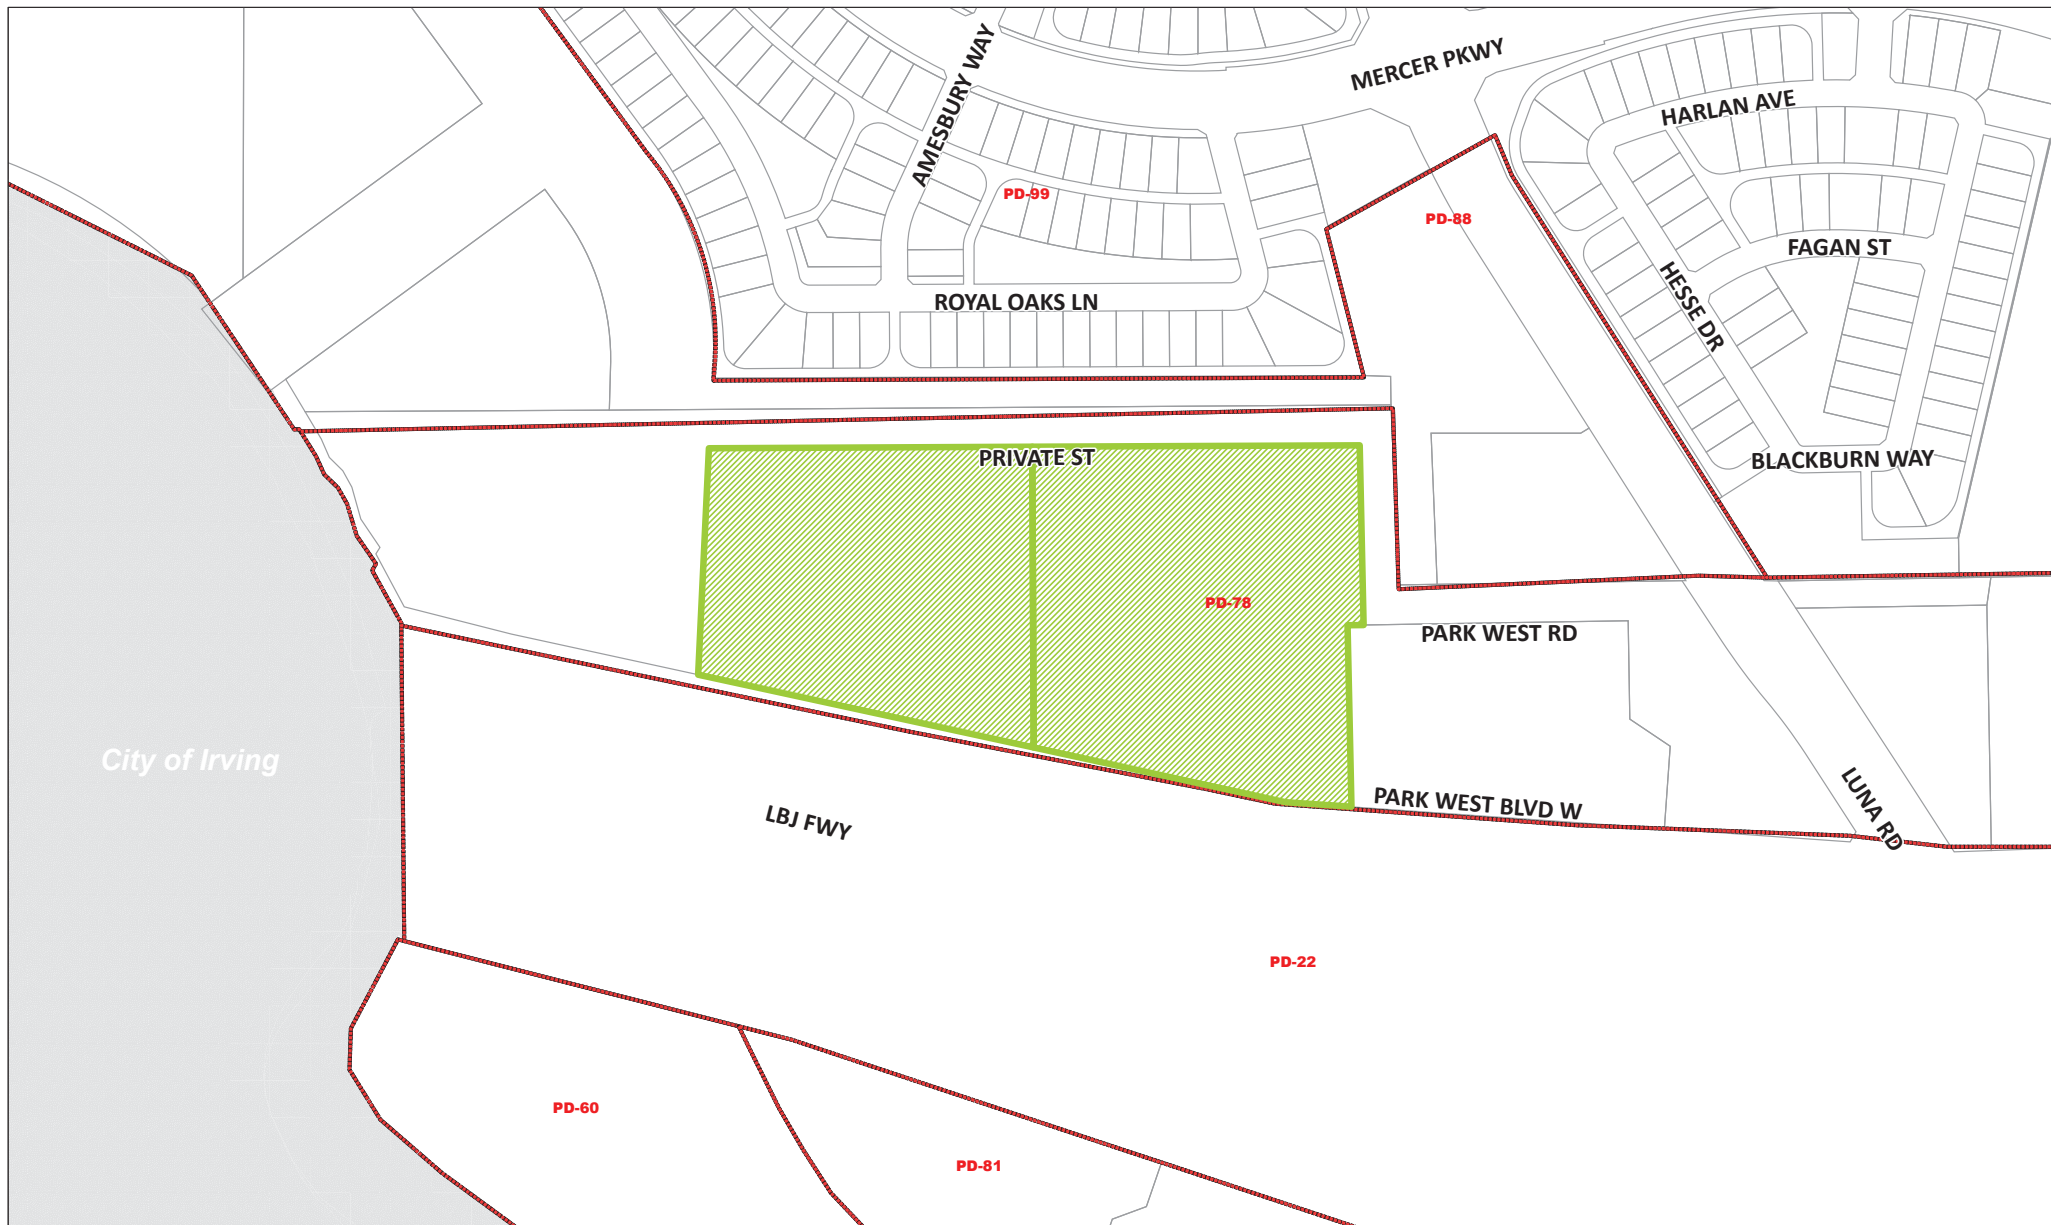 MERCER PKWY
AMESBURY WAY
HARLAN AVE
PD-99
PD-88
FAGAN ST
ROYAL OAKS LN
HESSE DR
PRIVATE ST
BLACKBURN WAY
PD-78
PARK WEST RD
City of Irving
PARK WEST BLVD W
LUNA RD
LBJ FWY
PD-22
PD-60
PD-81